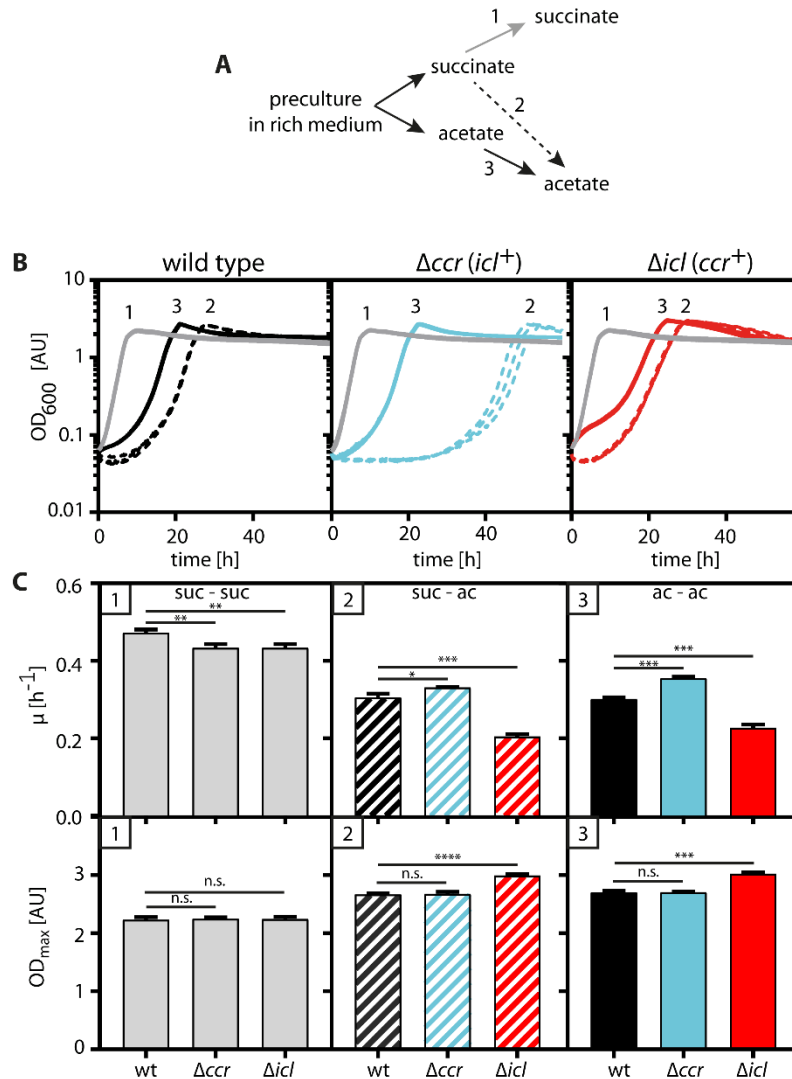 A
1
succinate
succinate
preculture
in rich medium
2
acetate
3
acetate
B
wild type
Δccr (icl+)
Δicl (ccr+)
OD600 [AU]
10
1
0.1
0.01
1
3
2
1
3
2
1
3
2
0
20
40
0
20
40
0
20
40
time [h]
time [h]
time [h]
C
1
suc - suc
2
suc - ac
3
ac - ac
μ [h-1]
0.6
0.4
0.2
0.0
**
**
***
*
***
***
1
2
3
ODmax [AU]
3
2
1
0
n.s.
n.s.
****
n.s.
***
n.s.
wt
Δccr
Δicl
wt
Δccr
Δicl
wt
Δccr
Δicl